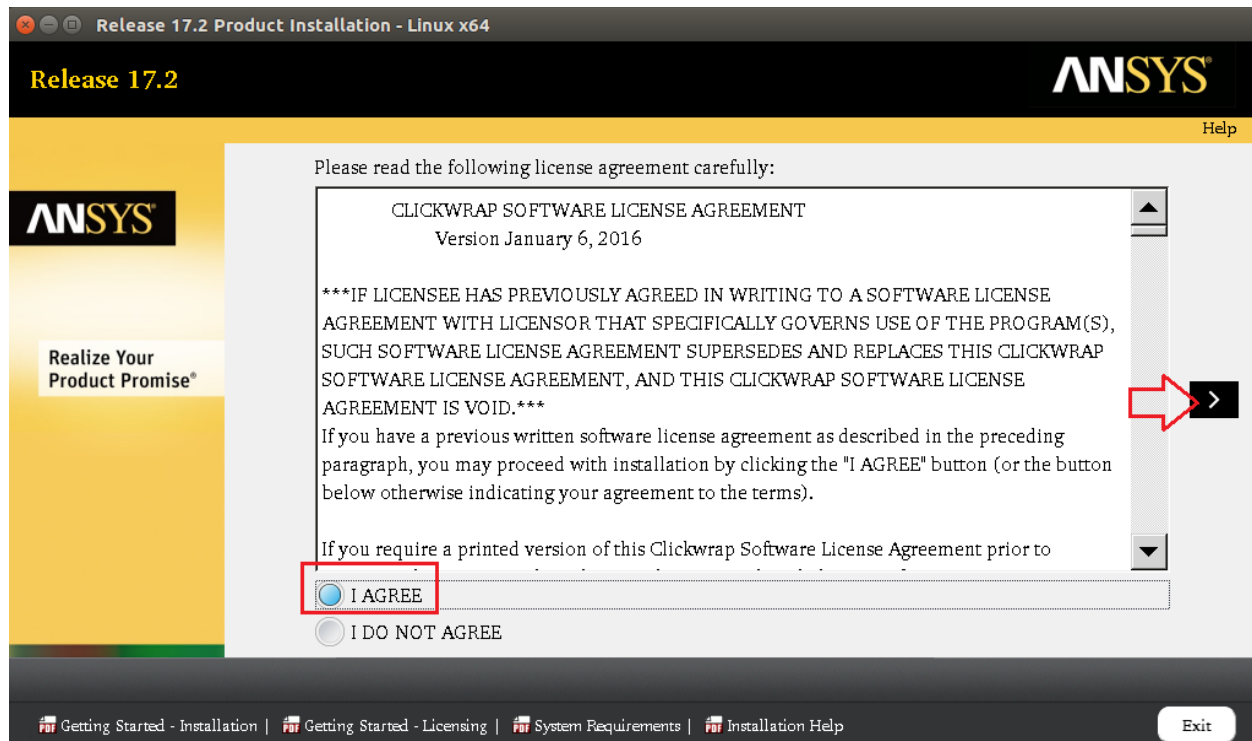 Release 17.2 Product Installation - Linux x64
Release 17.2
ANSYS®
Help
Please read the following license agreement carefully:
ANSYS®
Realize Your
Product Promise®
CLICKWRAP SOFTWARE LICENSE AGREEMENT
Version January 6, 2016
***IF LICENSEE HAS PREVIOUSLY AGREED IN WRITING TO A SOFTWARE LICENSE
AGREEMENT WITH LICENSOR THAT SPECIFICALLY GOVERNS USE OF THE PROGRAM(S),
SUCH SOFTWARE LICENSE AGREEMENT SUPERSEDES AND REPLACES THIS CLICKWRAP
SOFTWARE LICENSE AGREEMENT, AND THIS CLICKWRAP SOFTWARE LICENSE
AGREEMENT IS VOID.***
If you have a previous written software license agreement as described in the preceding
paragraph, you may proceed with installation by clicking the "I AGREE" button (or the button
below otherwise indicating your agreement to the terms).
If you require a printed version of this Clickwrap Software License Agreement prior to
I AGREE
I DO NOT AGREE
Getting Started - Installation | Getting Started - Licensing | System Requirements | Installation Help
Exit